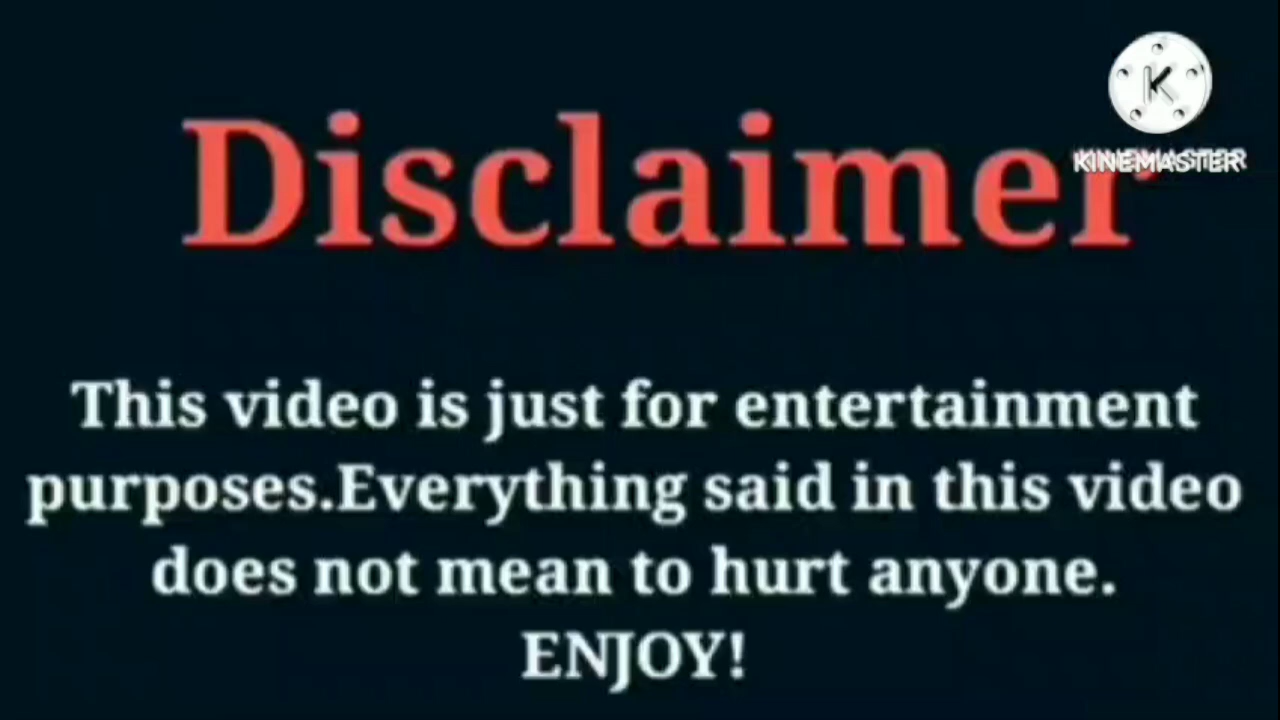 K
KINEMASTER
Disclaimer
This video is just for entertainment
purposes.Everything said in this video
does not mean to hurt anyone.
ENJOY!